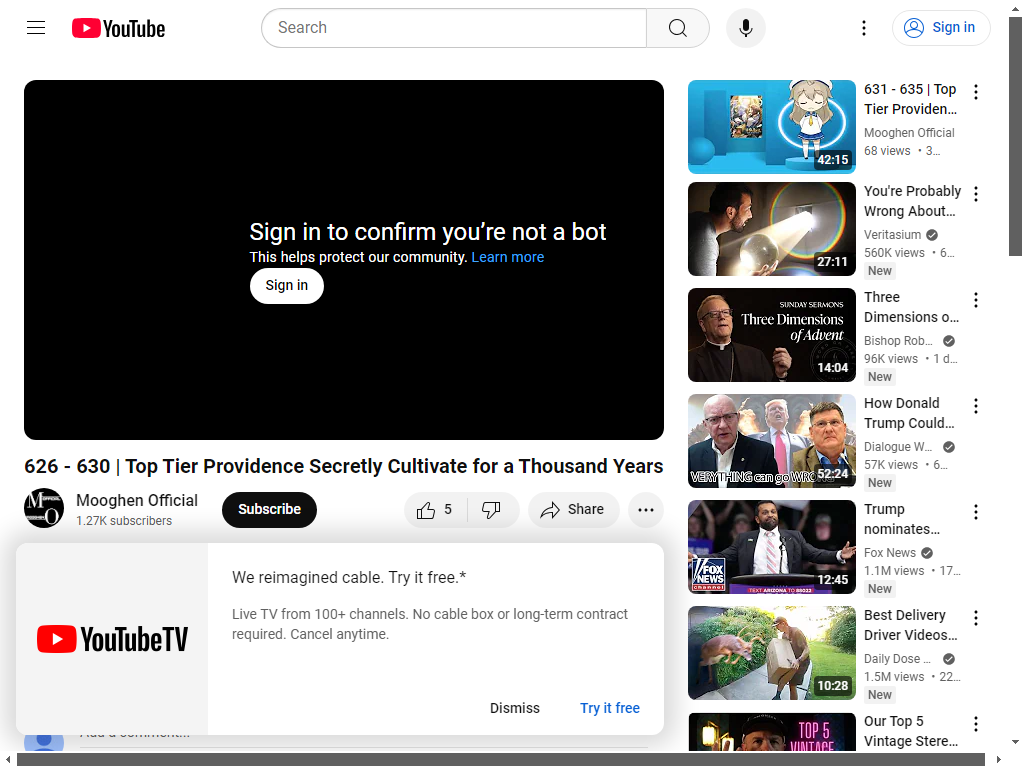 YouTube
Search
Sign in
Sign in to confirm you’re not a bot
This helps protect our community. Learn more
Sign in
626 - 630 | Top Tier Providence Secretly Cultivate for a Thousand Years
Mooghen Official
1.27K subscribers
Subscribe
5
Share
We reimagined cable. Try it free.*
Live TV from 100+ channels. No cable box or long-term contract
required. Cancel anytime.
YouTubeTV
Dismiss
Try it free
Add a comment...
42:15
631 - 635 | Top
Tier Providen...
Mooghen Official
68 views • 3...
27:11
You're Probably
Wrong About...
Veritasium
560K views • 6...
New
SUNDAY SERMONS
Three Dimensions
of Advent
14:04
Three
Dimensions o...
Bishop Rob...
96K views • 1 d...
New
VERYTHING can go WRONG
52:24
How Donald
Trump Could...
Dialogue W...
57K views • 6...
New
FOX
NEWS
channel
TEXT ARIZONA TO 88022
12:45
Trump
nominates...
Fox News
1.1M views • 17...
New
10:28
Best Delivery
Driver Videos...
Daily Dose ...
1.5M views • 22...
New
TOP 5
VINTAGE
Our Top 5
Vintage Stere...